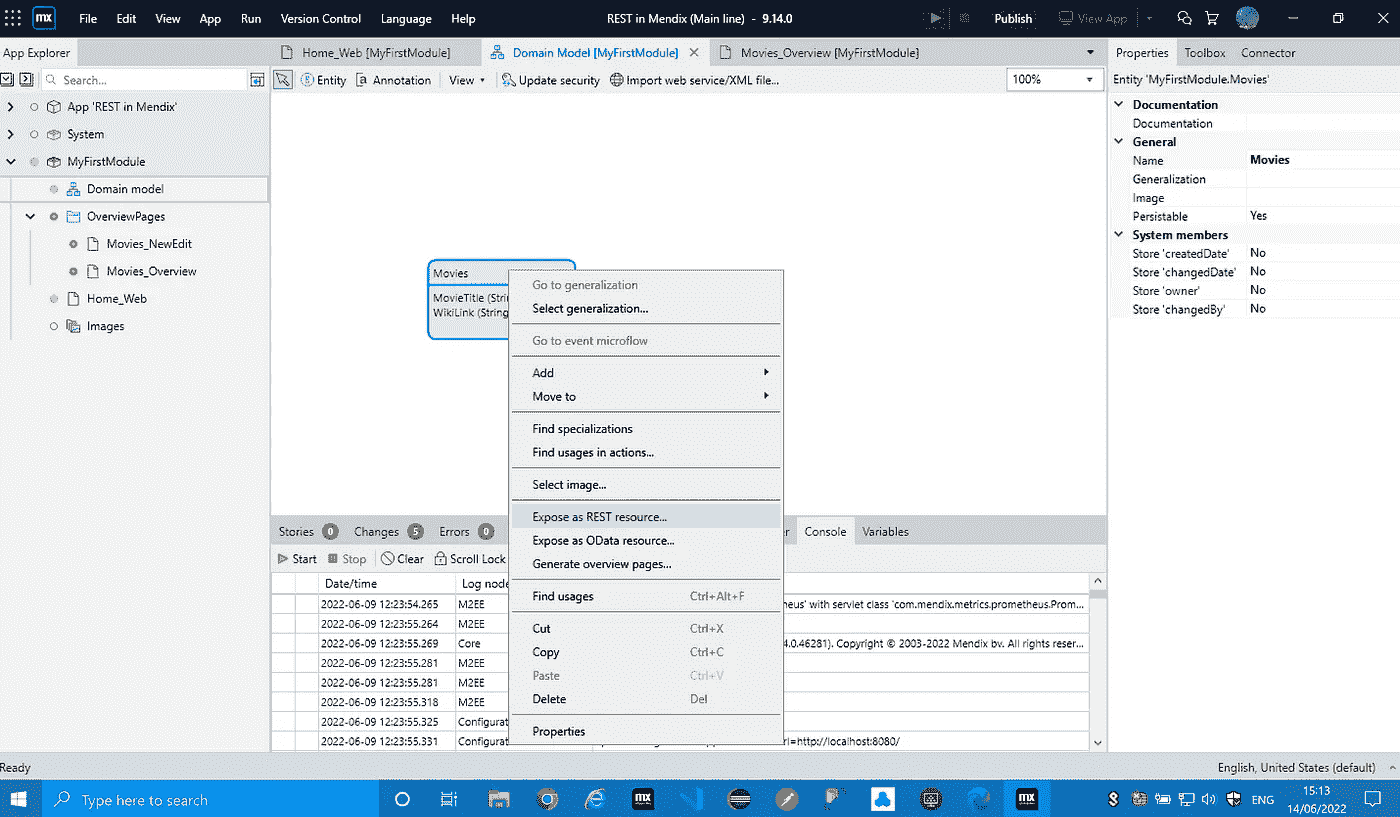 mx File Edit View App Run Version Control Language Help REST in Mendix (Main line) - 9.14.0 Publish View App
App Explorer
Home_Web [MyFirstModule] Domain Model [MyFirstModule] Movies_Overview [MyFirstModule]
Properties Toolbox Connector
Search...
Entity Annotation View Update security Import web service/XML file... 100%
Entity 'MyFirstModule.Movies'
App 'REST in Mendix'
System
MyFirstModule
Domain model
OverviewPages
Movies_NewEdit
Movies_Overview
Home_Web
Images
Movies
MovieTitle (Strin
WikiLink (String
Go to generalization
Select generalization...
Go to event microflow
Add
Move to
Find specializations
Find usages in actions...
Select image...
Expose as REST resource...
Expose as OData resource...
Generate overview pages...
Find usages Ctrl+Alt+F
Cut Ctrl+X
Copy Ctrl+C
Paste Ctrl+V
Delete Del
Properties
Documentation
Documentation
General
Name Movies
Generalization
Image
Persistable Yes
System members
Store 'createdDate' No
Store 'changedDate' No
Store 'owner' No
Store 'changedBy' No
Stories 0 Changes 5 Errors 0 Console Variables
Start Stop Clear Scroll Lock
Date/time Log node
2022-06-09 12:23:54.265 M2EE heus' with servlet class 'com.mendix.metrics.prometheus.Prom...
2022-06-09 12:23:55.264 M2EE
2022-06-09 12:23:55.269 Core 4.0.46281). Copyright © 2003-2022 Mendix bv. All rights reser...
2022-06-09 12:23:55.281 M2EE
2022-06-09 12:23:55.281 M2EE
2022-06-09 12:23:55.318 M2EE
2022-06-09 12:23:55.325 Configurat
2022-06-09 12:23:55.331 Configurat rl=http://localhost:8080/
Ready
English, United States (default)
Type here to search
mx
mx
ENG
15:13
14/06/2022